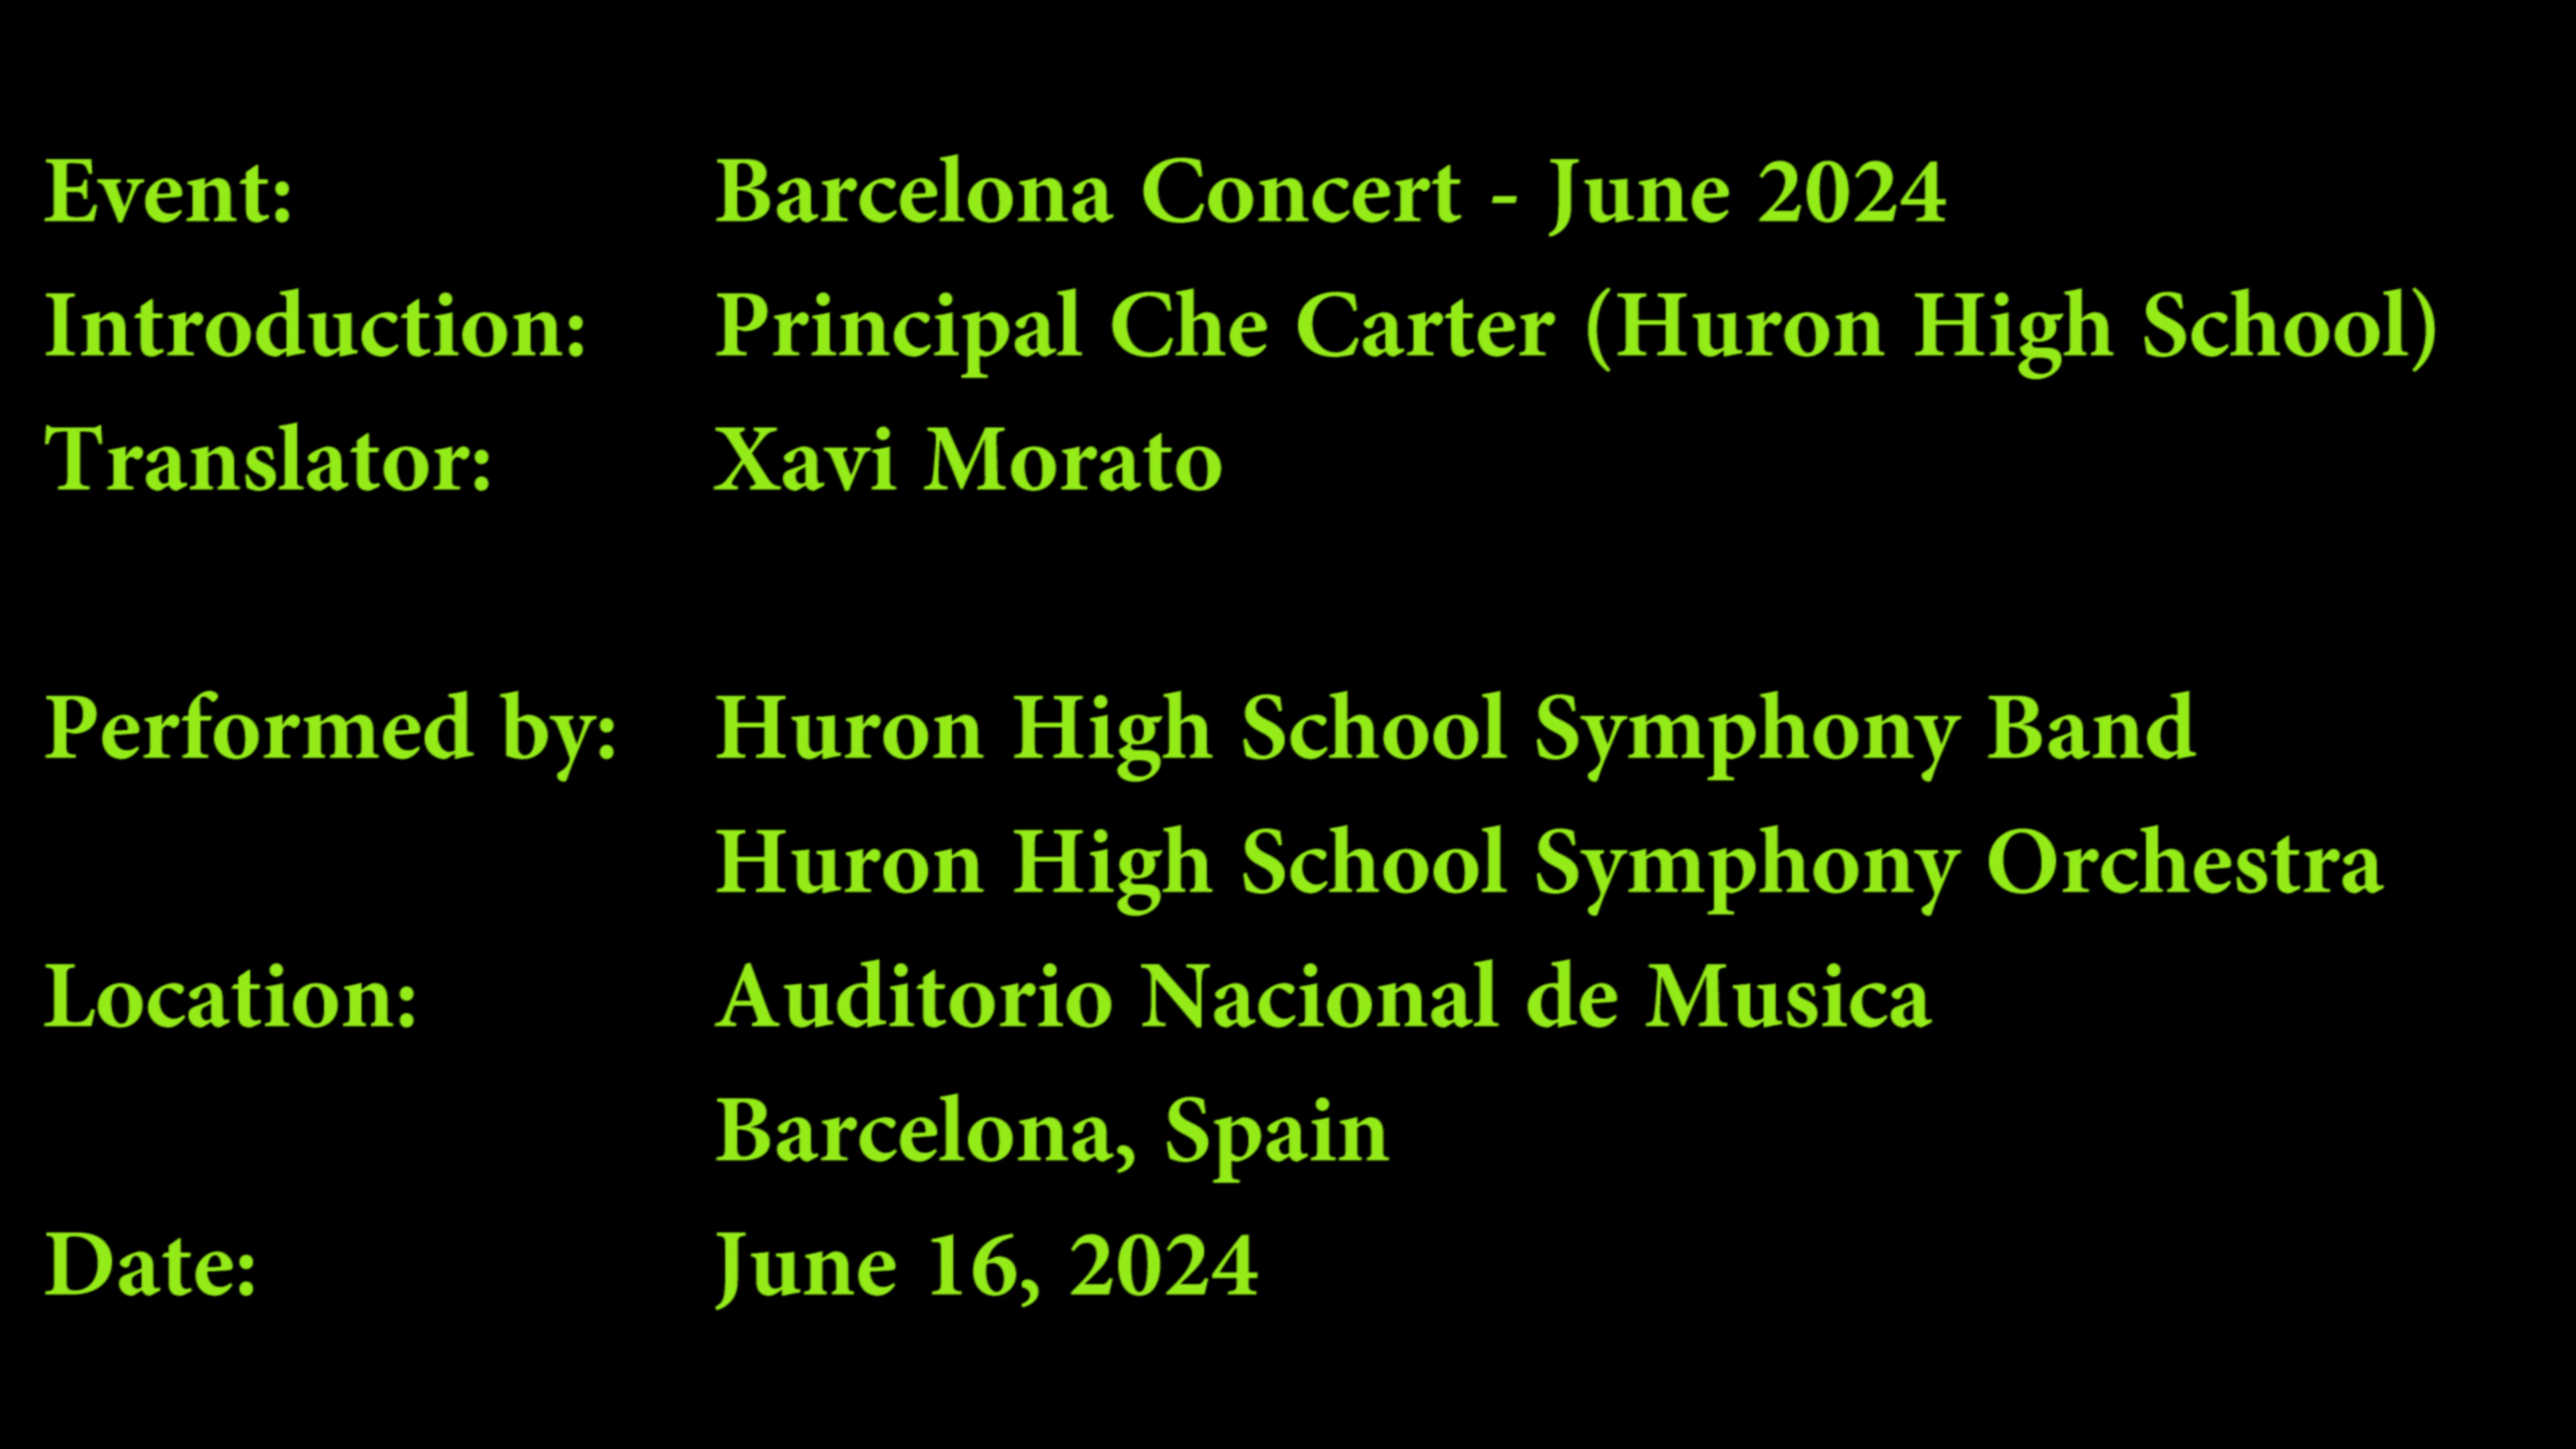 Event: Barcelona Concert - June 2024
Introduction: Principal Che Carter (Huron High School)
Translator: Xavi Morato
Performed by: Huron High School Symphony Band
Huron High School Symphony Orchestra
Location: Auditorio Nacional de Musica
Barcelona, Spain
Date: June 16, 2024